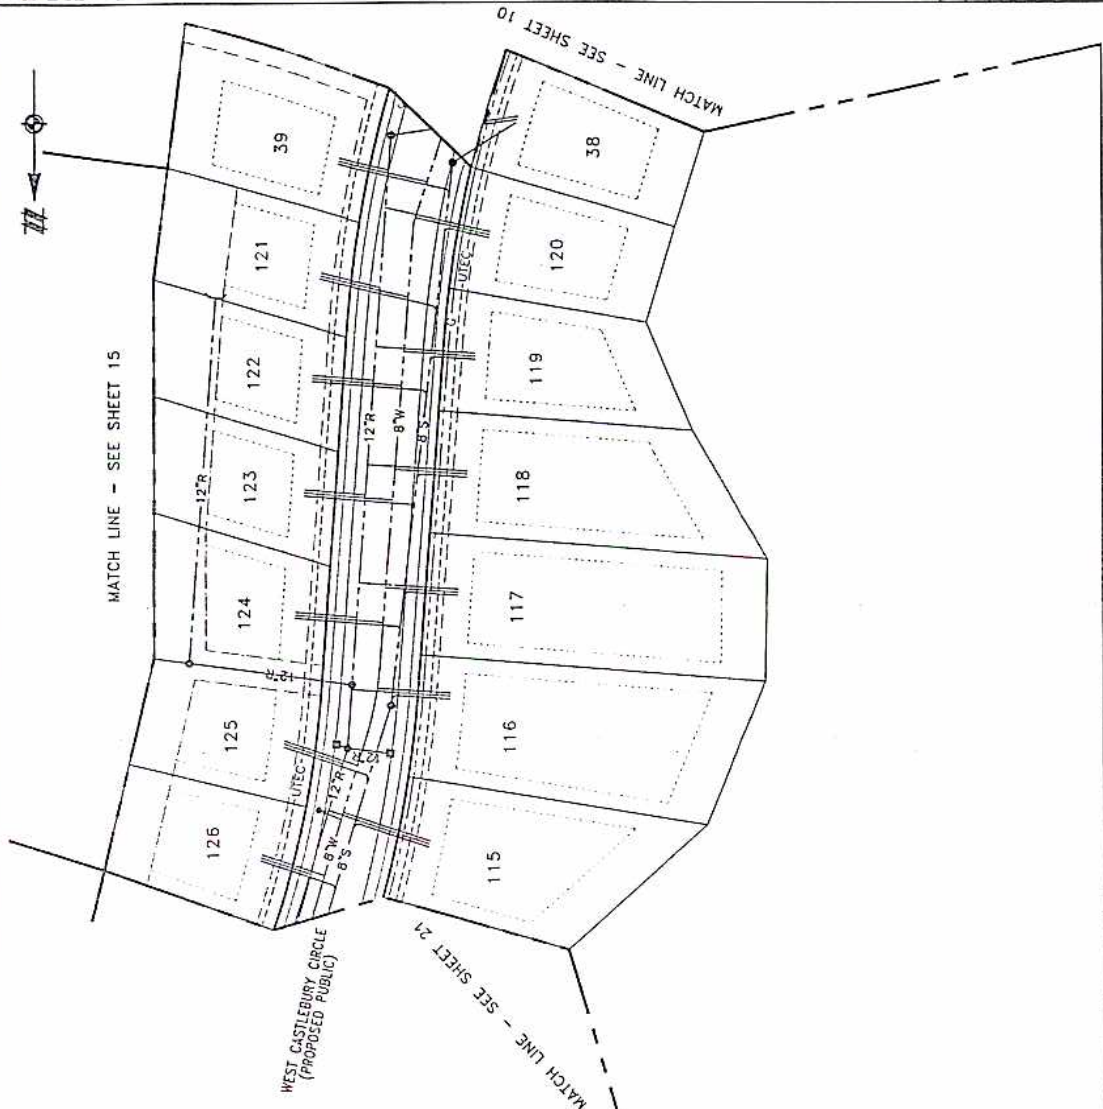 MATCH LINE - SEE SHEET 10
MATCH LINE - SEE SHEET 15
39
38
121
120
122
119
123
118
124
117
125
116
126
115
UTEC
G
12"R
8"W
8"S
12"R
12"R
12"R
UTEC
12"R
8"W
8"S
WEST CASTLEBURY CIRCLE
(PROPOSED PUBLIC)
MATCH LINE - SEE SHEET 21